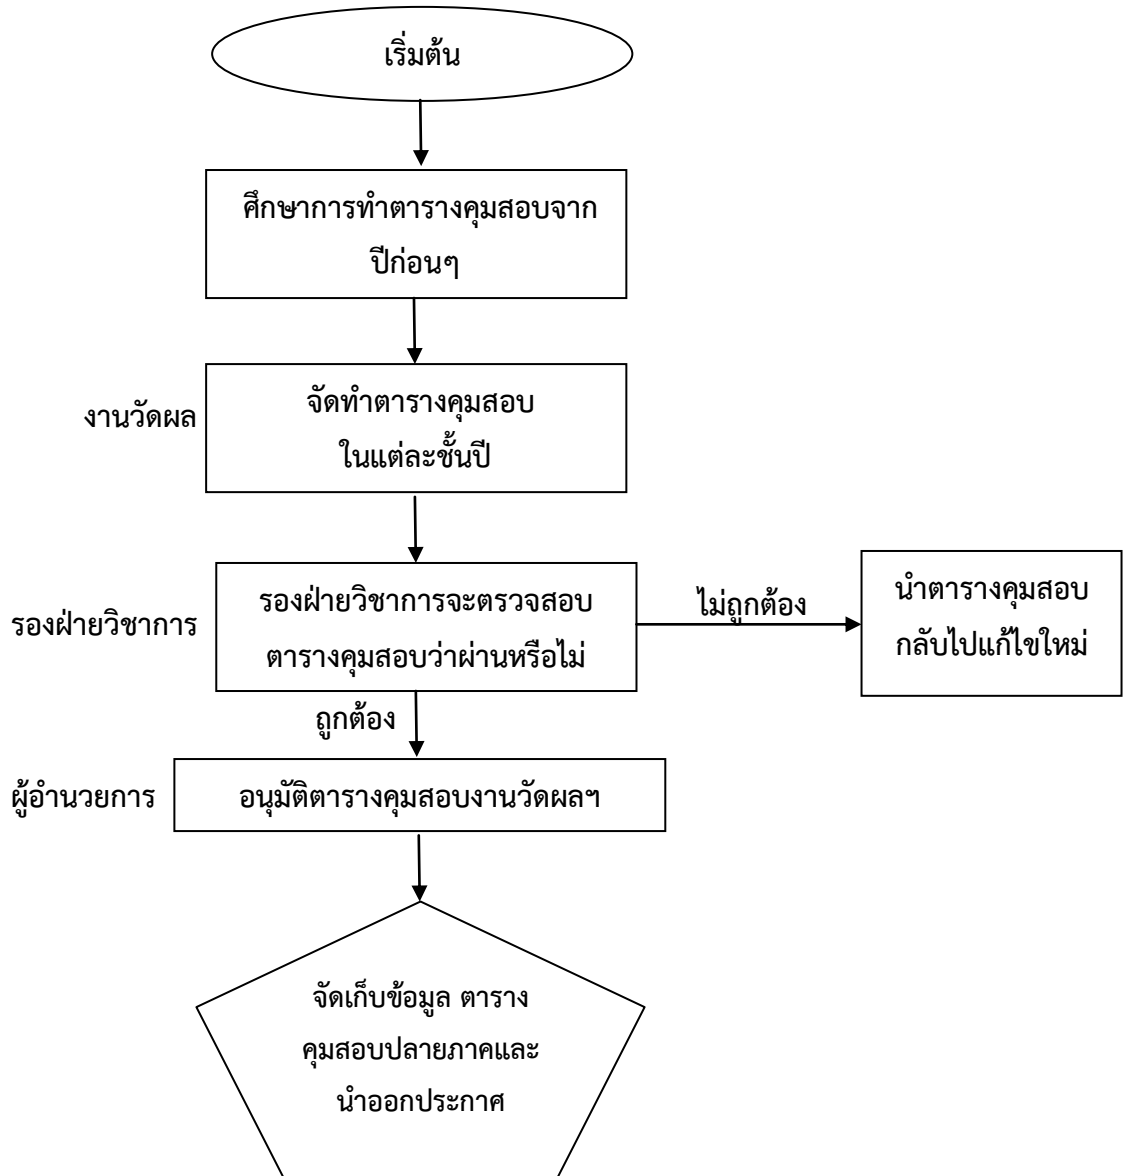 เริ่มต้น
ศึกษาการทำตารางคุมสอบจาก
ปีก่อนๆ
งานวัดผล
จัดทำตารางคุมสอบ
ในแต่ละชั้นปี
รองฝ่ายวิชาการ
รองฝ่ายวิชาการจะตรวจสอบ
ตารางคุมสอบว่าผ่านหรือไม่
ไม่ถูกต้อง
นำตารางคุมสอบ
กลับไปแก้ไขใหม่
ถูกต้อง
ผู้อำนวยการ
อนุมัติตารางคุมสอบงานวัดผลฯ
จัดเก็บข้อมูล ตาราง
คุมสอบปลายภาคและ
นำออกประกาศ